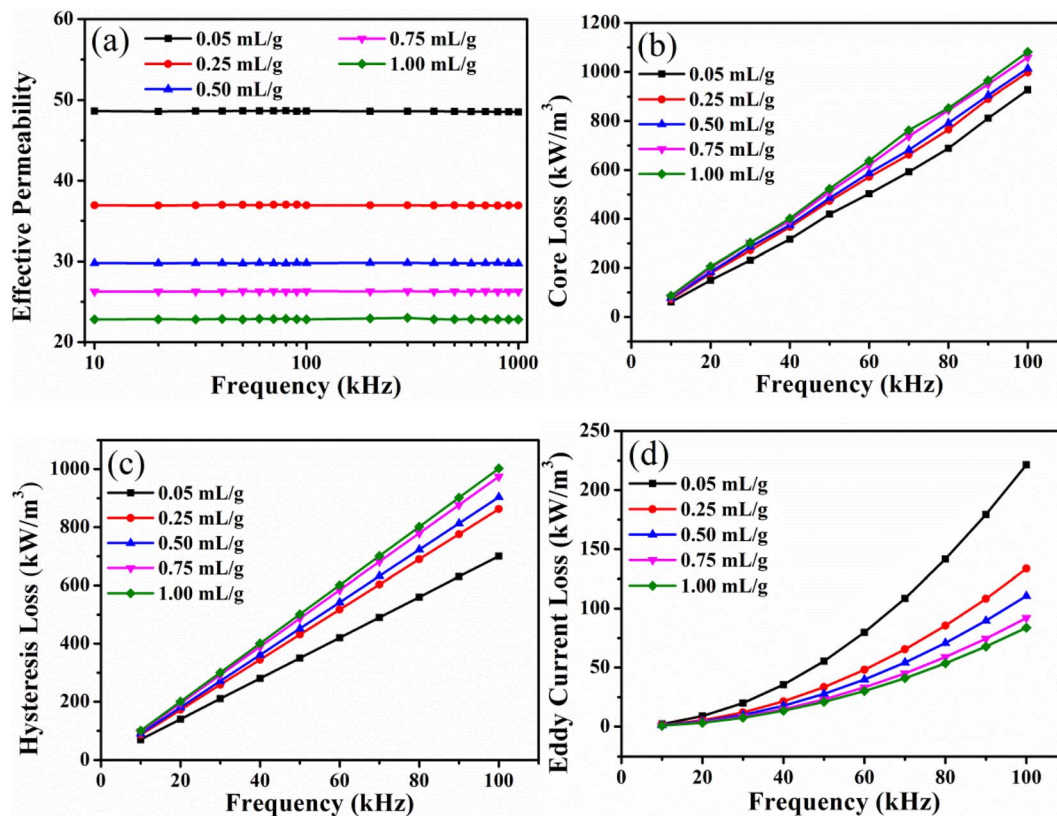 (a)
0.05 mL/g
0.25 mL/g
0.50 mL/g
0.75 mL/g
1.00 mL/g
Effective Permeability
60
50
40
30
20
10
100
1000
Frequency (kHz)
(b)
0.05 mL/g
0.25 mL/g
0.50 mL/g
0.75 mL/g
1.00 mL/g
Core Loss (kW/m³)
1200
1000
800
600
400
200
0
0 20 40 60 80 100
Frequency (kHz)
(c)
0.05 mL/g
0.25 mL/g
0.50 mL/g
0.75 mL/g
1.00 mL/g
Hysteresis Loss (kW/m³)
1000
800
600
400
200
0
0 20 40 60 80 100
Frequency (kHz)
(d)
0.05 mL/g
0.25 mL/g
0.50 mL/g
0.75 mL/g
1.00 mL/g
Eddy Current Loss (kW/m³)
250
200
150
100
50
0
0 20 40 60 80 100
Frequency (kHz)